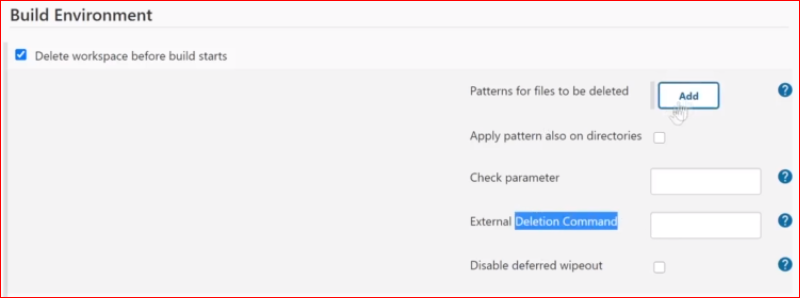 Build Environment
Delete workspace before build starts
Patterns for files to be deleted Add ?
Apply pattern also on directories
Check parameter ?
External Deletion Command ?
Disable deferred wipeout ?